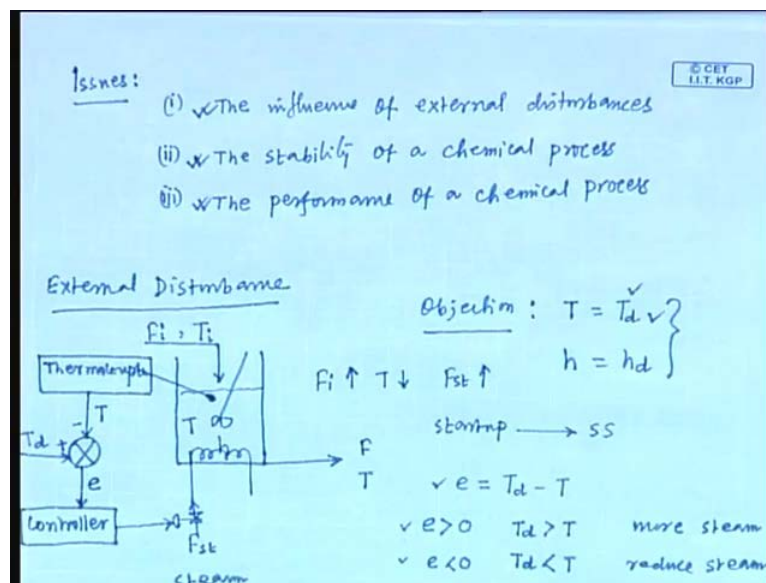 Issues:
© CET
I.I.T. KGP
(i) The influence of external disturbances
(ii) The stability of a chemical process
(iii) The performance of a chemical process
External Disturbance
Objective : T = Td
h = hd
Fi , Ti
Thermocouple
Fi ↑ T ↓ Fst ↑
T
- T
h
Td +
startup → SS
F
T
e
e = Td - T
Controller
e > 0 Td > T more steam
Fst
e < 0 Td < T reduce steam
steam